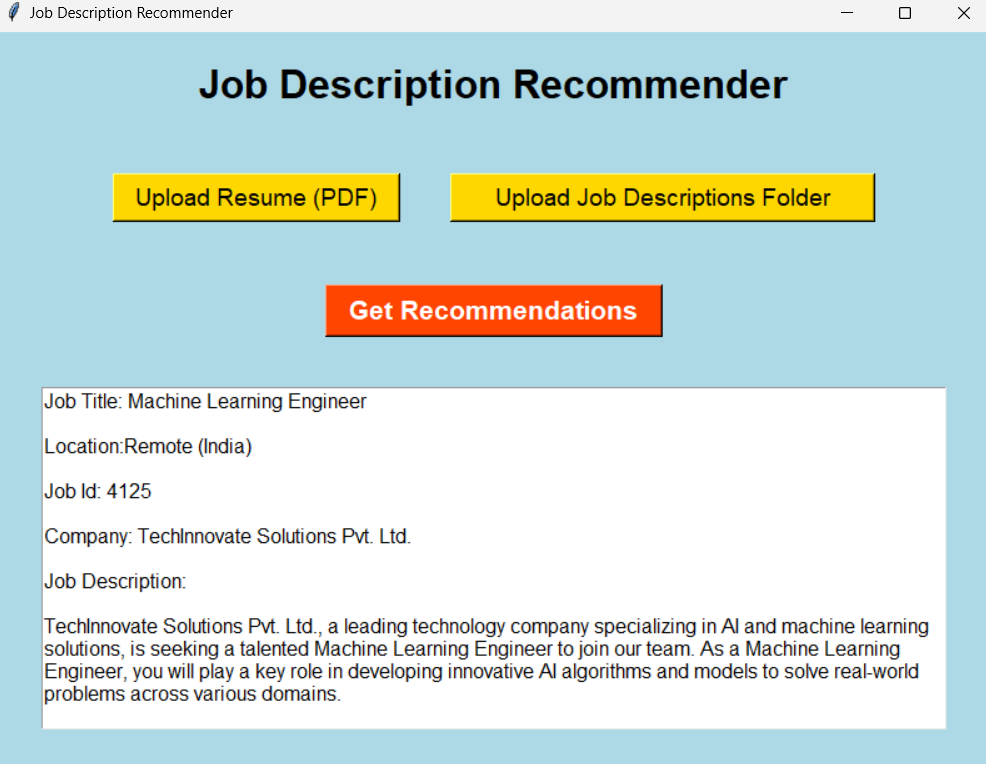 Job Description Recommender
Job Description Recommender
Upload Resume (PDF)
Upload Job Descriptions Folder
Get Recommendations
Job Title: Machine Learning Engineer
Location:Remote (India)
Job Id: 4125
Company: TechInnovate Solutions Pvt. Ltd.
Job Description:
TechInnovate Solutions Pvt. Ltd., a leading technology company specializing in AI and machine learning
solutions, is seeking a talented Machine Learning Engineer to join our team. As a Machine Learning
Engineer, you will play a key role in developing innovative AI algorithms and models to solve real-world
problems across various domains.